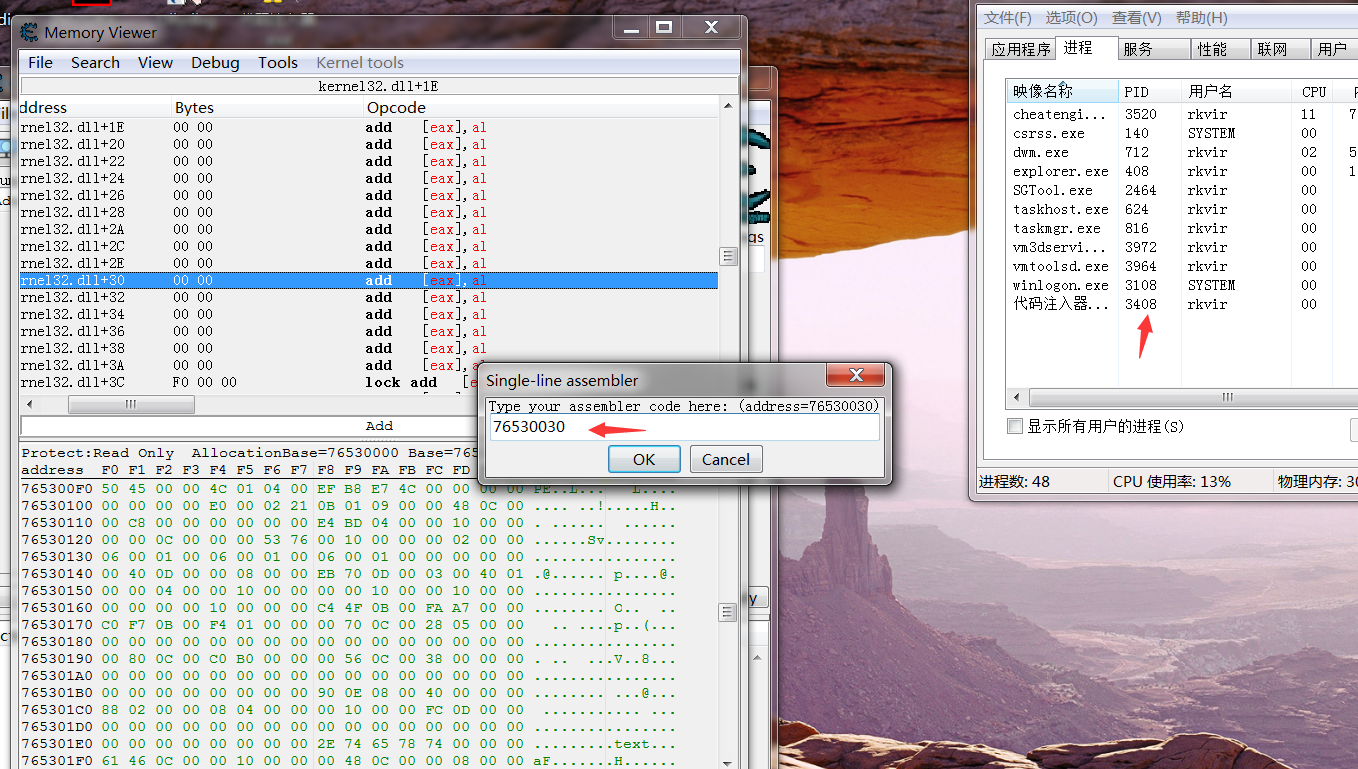 Memory Viewer
File Search View Debug Tools Kernel tools
kernel32.dll+1E
ddress Bytes Opcode
rnel32.dll+1E 00 00 add [eax],al
rnel32.dll+20 00 00 add [eax],al
rnel32.dll+22 00 00 add [eax],al
rnel32.dll+24 00 00 add [eax],al
rnel32.dll+26 00 00 add [eax],al
rnel32.dll+28 00 00 add [eax],al
rnel32.dll+2A 00 00 add [eax],al
rnel32.dll+2C 00 00 add [eax],al
rnel32.dll+2E 00 00 add [eax],al
rnel32.dll+30 00 00 add [eax],al
rnel32.dll+32 00 00 add [eax],al
rnel32.dll+34 00 00 add [eax],al
rnel32.dll+36 00 00 add [eax],al
rnel32.dll+38 00 00 add [eax],al
rnel32.dll+3A 00 00 add [eax],al
rnel32.dll+3C F0 00 00 lock add [e
Add
Protect:Read Only AllocationBase=76530000 Base=765
address F0 F1 F2 F3 F4 F5 F6 F7 F8 F9 FA FB FC FD
765300F0 50 45 00 00 4C 01 04 00 EF B8 E7 4C 00 00 00 00 PE..L... ..L....
76530100 00 00 00 00 E0 00 02 21 0B 01 09 00 00 48 0C 00 .... ..!.....H..
76530110 00 C8 00 00 00 00 00 00 E4 BD 04 00 00 10 00 00 . ...... ......
76530120 00 00 0C 00 00 00 53 76 00 10 00 00 00 02 00 00 ......Sv........
76530130 06 00 01 00 06 00 01 00 06 00 01 00 00 00 00 00 ................
76530140 00 40 0D 00 00 08 00 00 EB 70 0D 00 03 00 40 01 .@...... p....@.
76530150 00 00 04 00 00 10 00 00 00 00 10 00 00 10 00 00 ................
76530160 00 00 00 00 10 00 00 00 C4 4F 0B 00 FA A7 00 00 ........ O.. ..
76530170 C0 F7 0B 00 F4 01 00 00 00 70 0C 00 28 05 00 00 .. ....p..(...
76530180 00 00 00 00 00 00 00 00 00 00 00 00 00 00 00 00 ................
76530190 00 80 0C 00 C0 B0 00 00 00 56 0C 00 38 00 00 00 . .. ...V..8...
765301A0 00 00 00 00 00 00 00 00 00 00 00 00 00 00 00 00 ................
765301B0 00 00 00 00 00 00 00 00 90 0E 08 00 40 00 00 00 ........ ...@...
765301C0 88 02 00 00 08 04 00 00 00 10 00 00 FC 0D 00 00 ........... ...
765301D0 00 00 00 00 00 00 00 00 00 00 00 00 00 00 00 00 ................
765301E0 00 00 00 00 00 00 00 00 2E 74 65 78 74 00 00 00 .........text...
765301F0 61 46 0C 00 00 10 00 00 00 48 0C 00 00 08 00 00 aF.......H......
Single-line assembler
Type your assembler code here: (address=76530030)
76530030
OK Cancel
文件(F) 选项(O) 查看(V) 帮助(H)
应用程序 进程 服务 性能 联网 用户
映像名称 PID 用户名 CPU
cheatengi... 3520 rkvir 11 7
csrss.exe 140 SYSTEM 00
dwm.exe 712 rkvir 02 5
explorer.exe 408 rkvir 00 1
SGTool.exe 2464 rkvir 00
taskhost.exe 624 rkvir 00
taskmgr.exe 816 rkvir 00
vm3dservi... 3972 rkvir 00
vmtoolsd.exe 3964 rkvir 00
winlogon.exe 3108 SYSTEM 00
代码注入器... 3408 rkvir 00
显示所有用户的进程(S)
进程数: 48 CPU 使用率: 13% 物理内存: 30